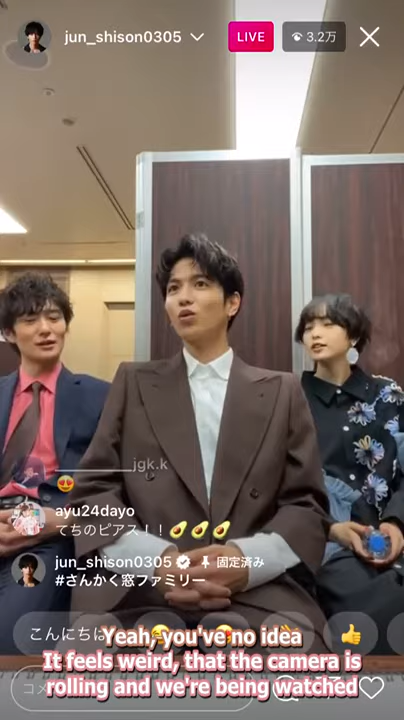 jun_shison0305
LIVE
3.2万
jgk.k
ayu24dayo
てちのピアス！！🥑🥑🥑
jun_shison0305 固定済み
#さんかく窓ファミリー
こんにちは
Yeah, you've no idea
It feels weird, that the camera is
rolling and we're being watched
コメ